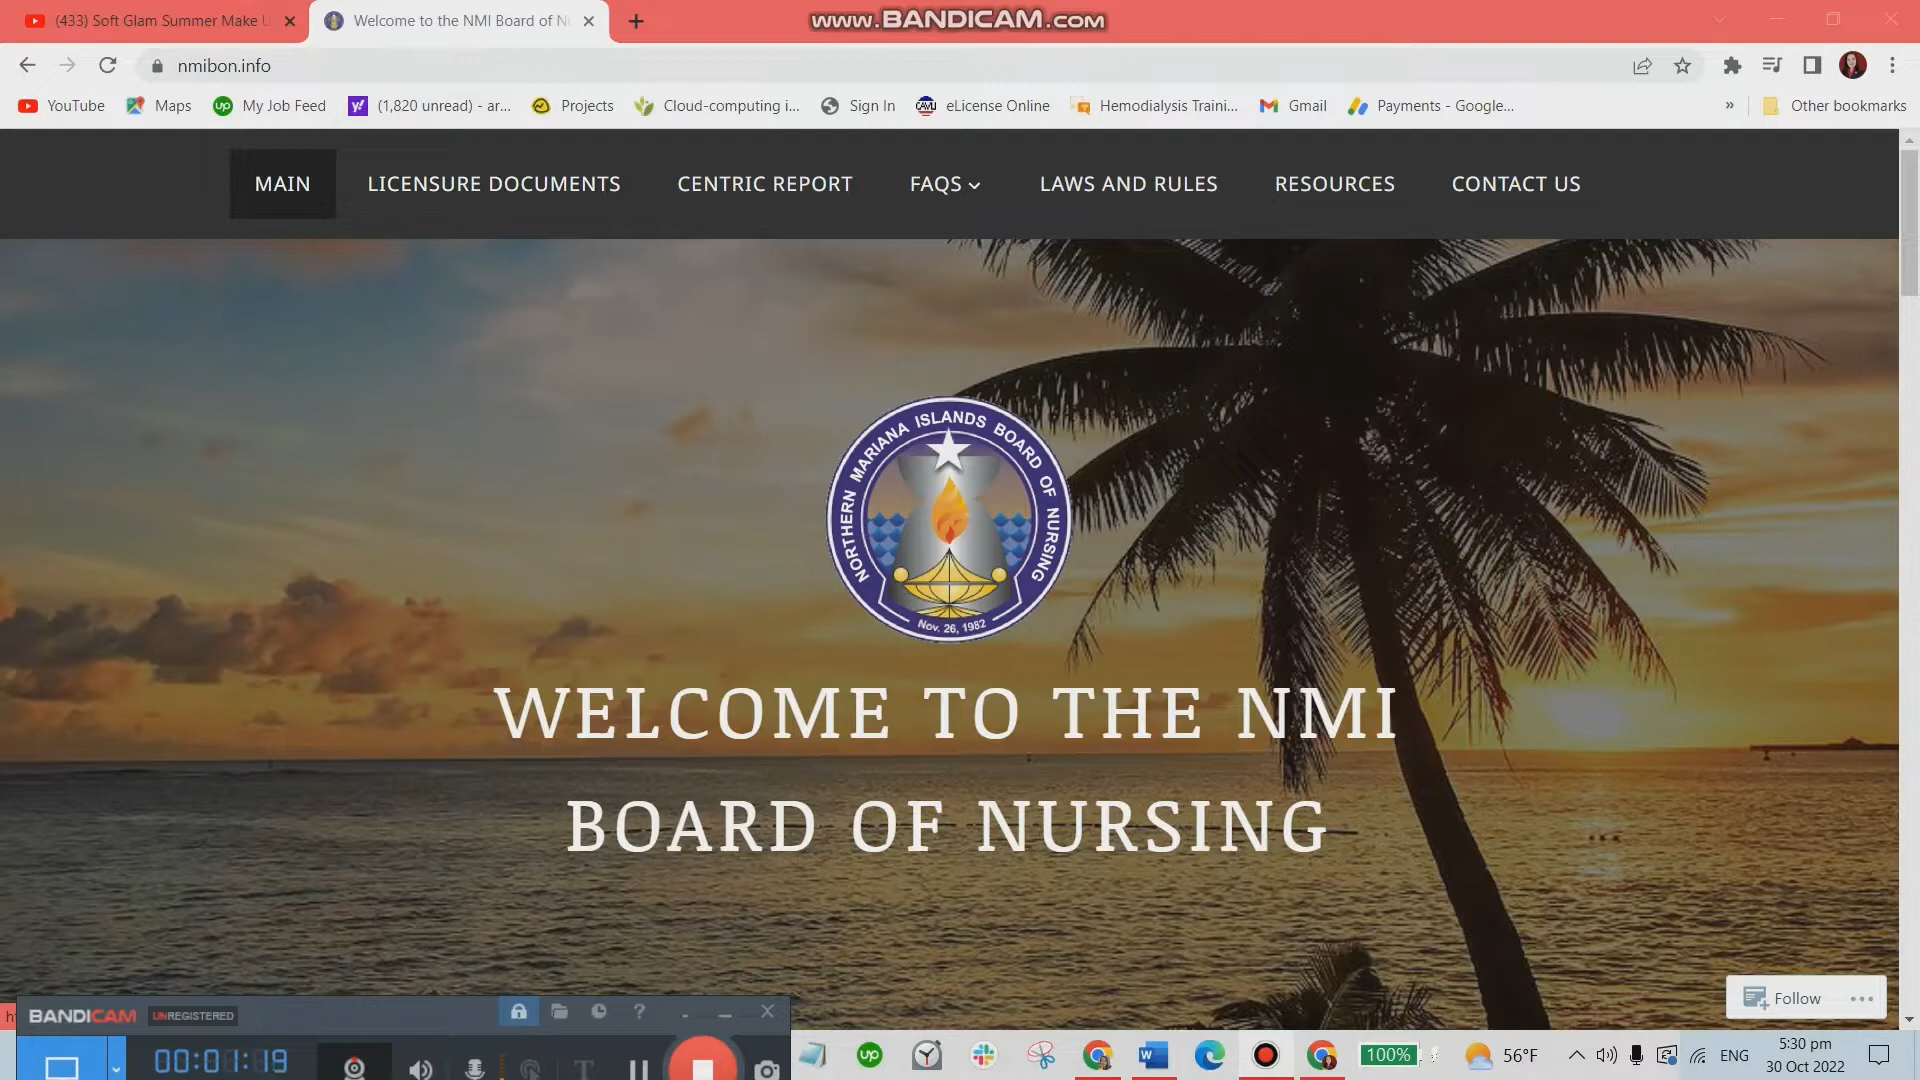 (433) Soft Glam Summer Make U
Welcome to the NMI Board of N
www.BANDICAM.com
nmibon.info
YouTube
Maps
My Job Feed
(1,820 unread) - ar...
Projects
Cloud-computing i...
Sign In
eLicense Online
Hemodialysis Traini...
Gmail
Payments - Google...
»
Other bookmarks
MAIN
LICENSURE DOCUMENTS
CENTRIC REPORT
FAQS
LAWS AND RULES
RESOURCES
CONTACT US
NORTHERN MARIANA ISLANDS BOARD OF NURSING
Nov. 26, 1982
WELCOME TO THE NMI
BOARD OF NURSING
Follow
BANDICAM
UNREGISTERED
00:01:19
100%
56°F
ENG
5:30 pm
30 Oct 2022